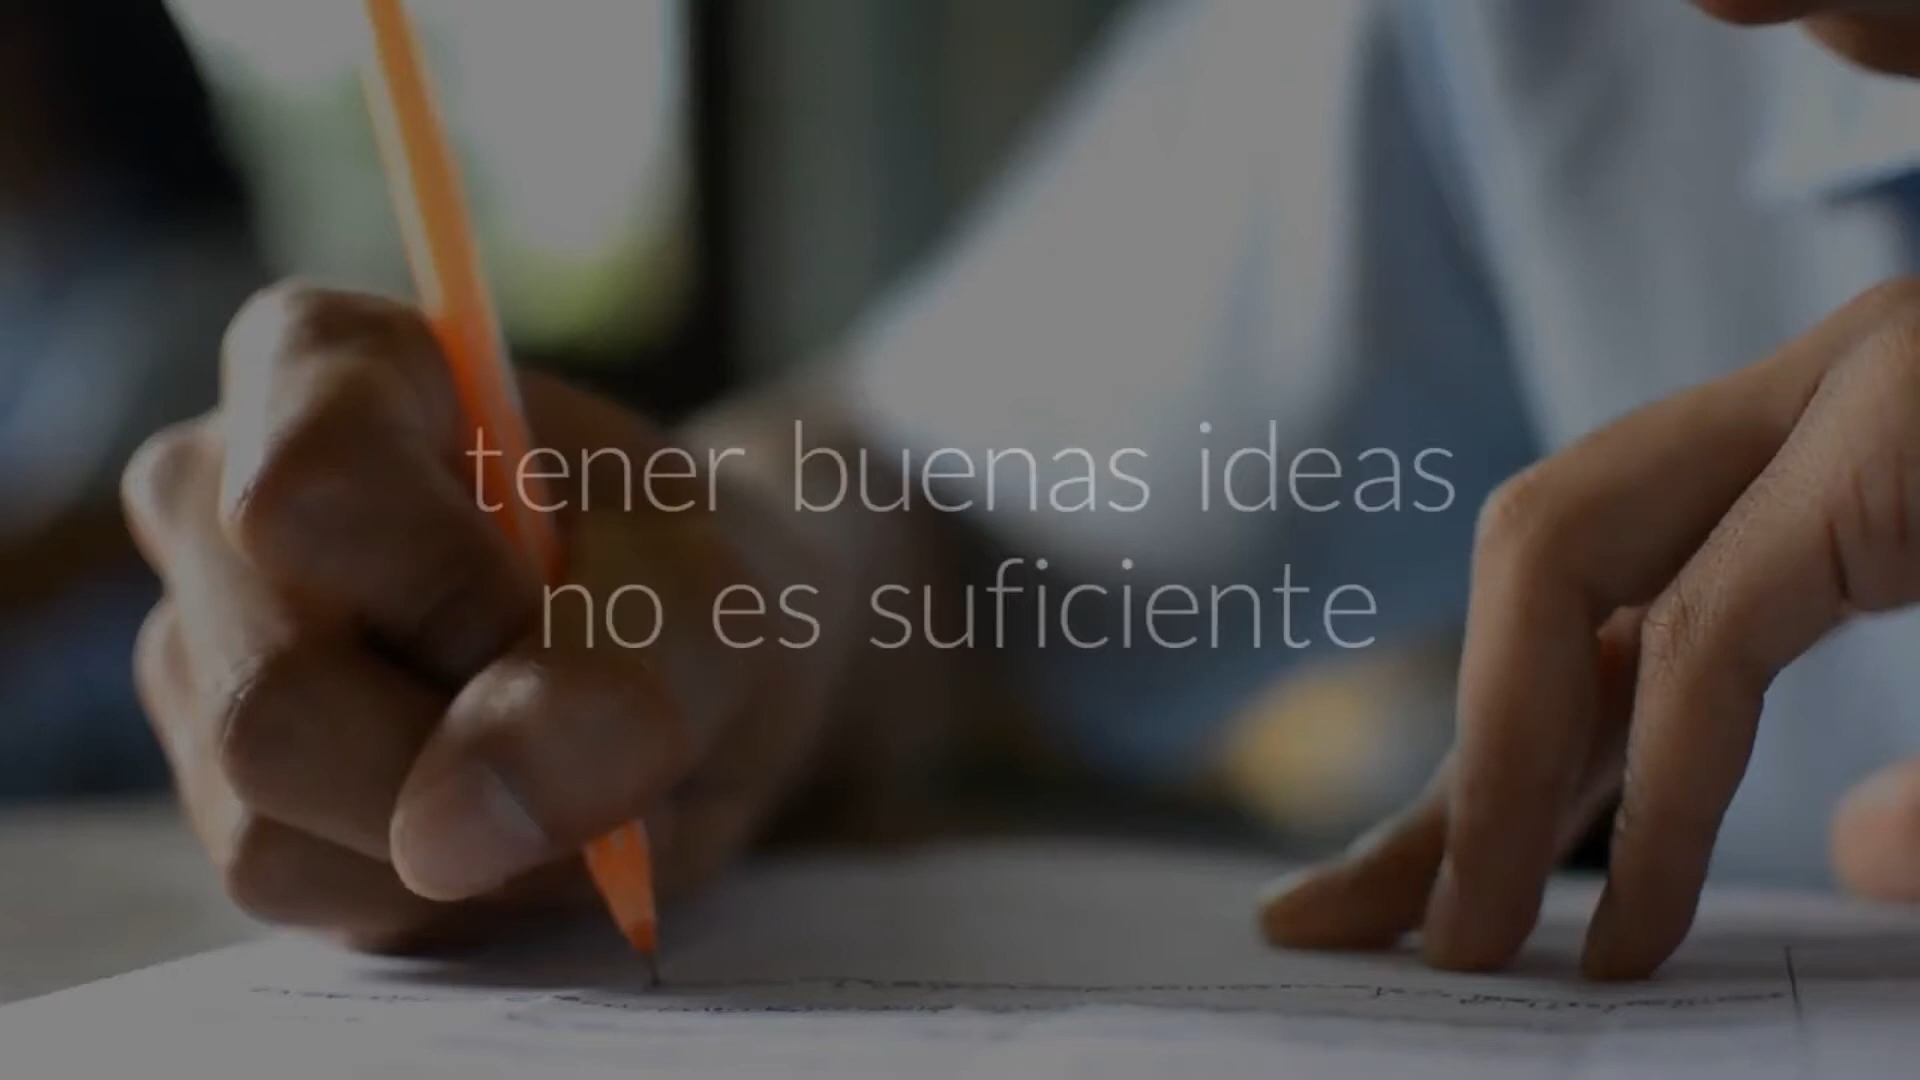 tener buenas ideas
no es suficiente